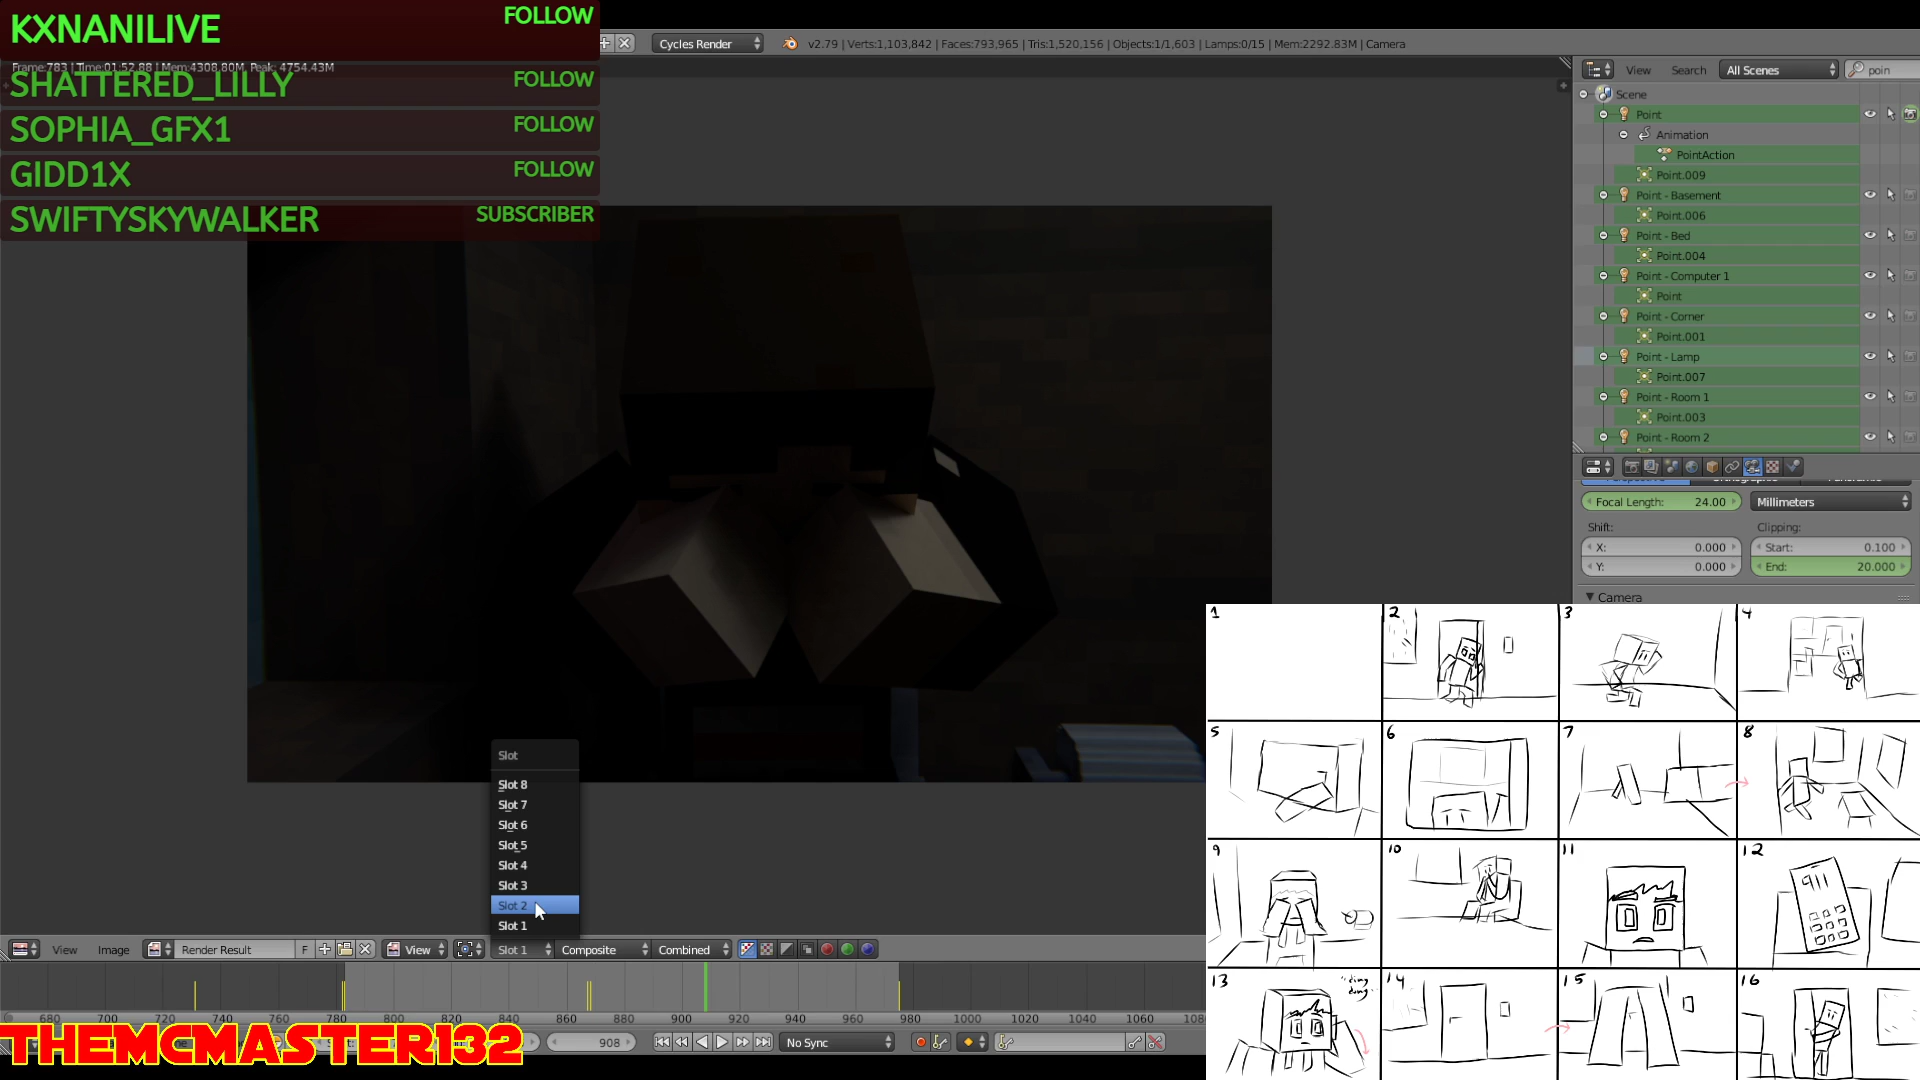 KXNANILIVE FOLLOW
Cycles Render v2.79 | Verts:1,103,842 | Faces:793,965 | Tris:1,520,156 | Objects:1/1,603 | Lamps:0/15 | Mem:2292.83M | Camera
Frame:783 | Time:01:52.88 | Mem:4308.80M, Peak: 4754.43M
SHATTERED_LILLY FOLLOW
SOPHIA_GFX1 FOLLOW
GIDD1X FOLLOW
SWIFTYSKYWALKER SUBSCRIBER
View Search All Scenes poin
Scene
Point
Animation
PointAction
Point.009
Point - Basement
Point.006
Point - Bed
Point.004
Point - Computer 1
Point
Point - Corner
Point.001
Point - Lamp
Point.007
Point - Room 1
Point.003
Point - Room 2
Focal Length: 24.00 Millimeters
Shift: Clipping:
X: 0.000 Start: 0.100
Y: 0.000 End: 20.000
Camera
1 2 3 4
5 6 7 8
9 10 11 12
911
13 14 15 16
"ding dong"
Slot
Slot 8
Slot 7
Slot 6
Slot 5
Slot 4
Slot 3
Slot 2
Slot 1
View Image Render Result F View Slot 1 Composite Combined
680 700 720 740 760 780 800 820 840 860 880 900 920 940 960 980 1000 1020 1040 1060
908 No Sync
THEMCMASTER132